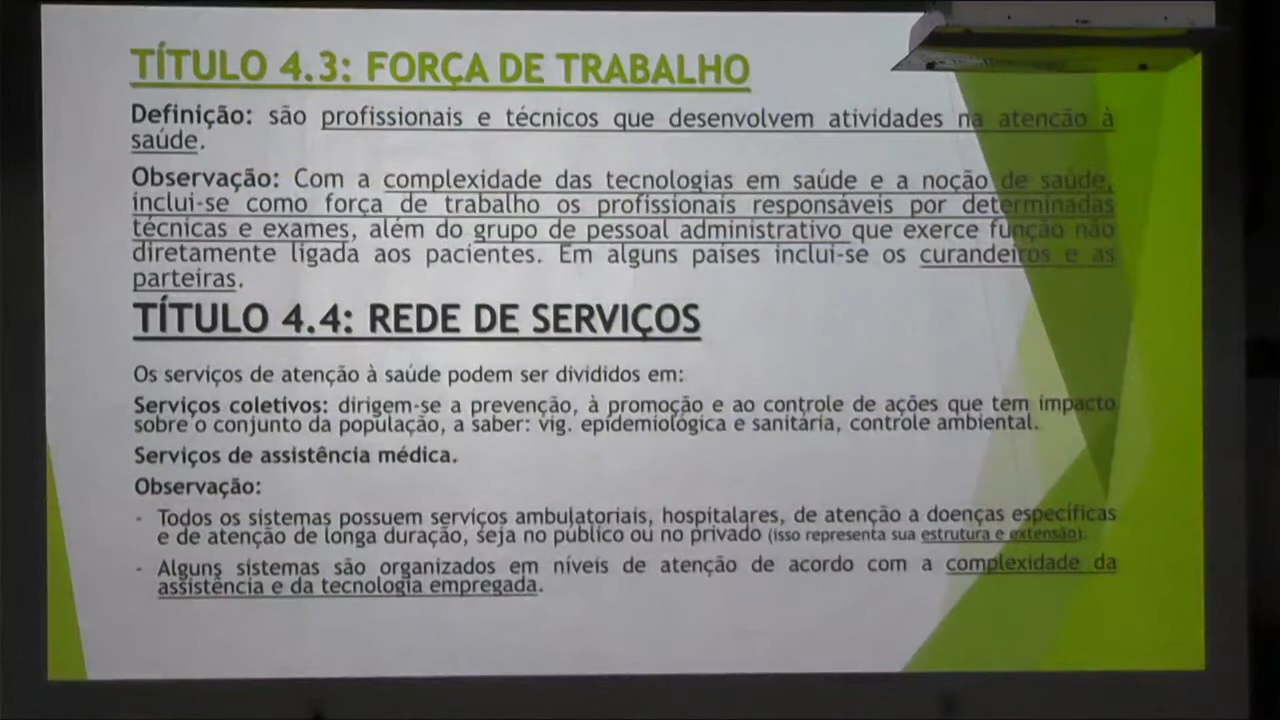 TÍTULO 4.3: FORÇA DE TRABALHO
Definição: são profissionais e técnicos que desenvolvem atividades na atenção à
saúde.
Observação: Com a complexidade das tecnologias em saúde e a noção de saúde,
inclui-se como força de trabalho os profissionais responsáveis por determinadas
técnicas e exames, além do grupo de pessoal administrativo que exerce função não
diretamente ligada aos pacientes. Em alguns países inclui-se os curandeiros e as
parteiras.
TÍTULO 4.4: REDE DE SERVIÇOS
Os serviços de atenção à saúde podem ser divididos em:
Serviços coletivos: dirigem-se a prevenção, à promoção e ao controle de ações que tem impacto
sobre o conjunto da população, a saber: vig. epidemiológica e sanitária, controle ambiental.
Serviços de assistência médica.
Observação:
- Todos os sistemas possuem serviços ambulatoriais, hospitalares, de atenção a doenças específicas
e de atenção de longa duração, seja no público ou no privado (isso representa sua estrutura e extensão).
- Alguns sistemas são organizados em níveis de atenção de acordo com a complexidade da
assistência e da tecnologia empregada.